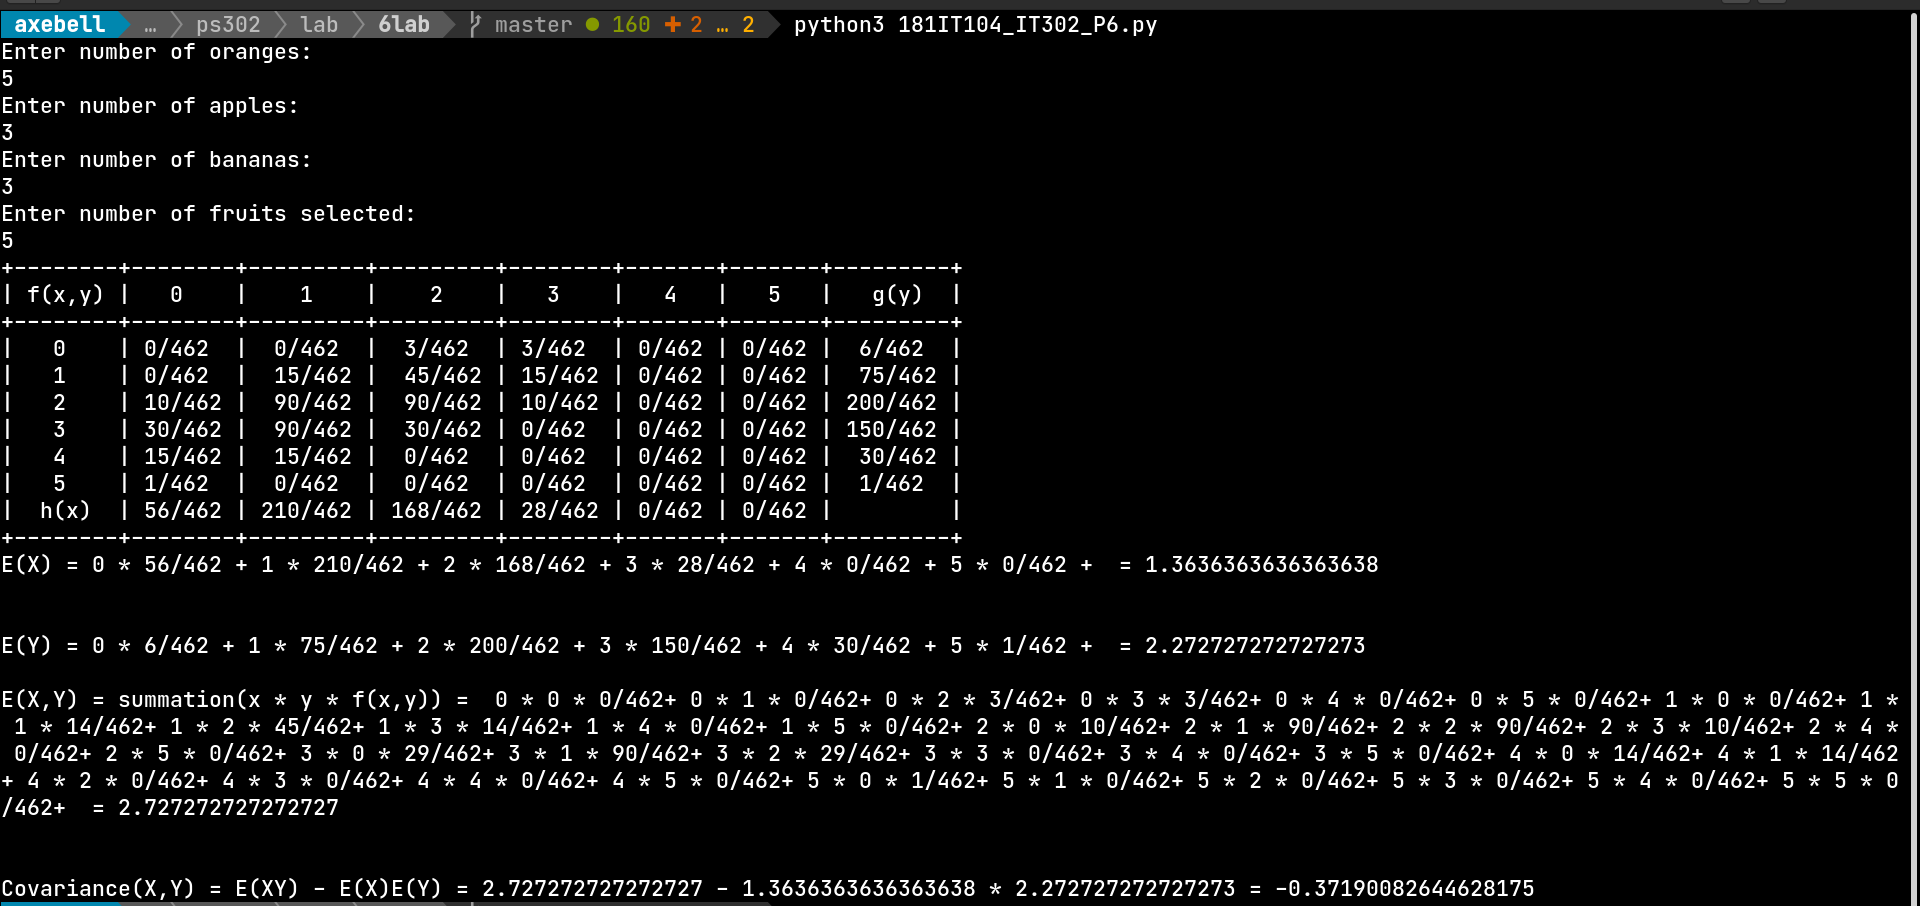 axebell … ps302 lab 6lab master ● 160 ✚ 2 … 2 python3 181IT104_IT302_P6.py
Enter number of oranges:
5
Enter number of apples:
3
Enter number of bananas:
3
Enter number of fruits selected:
5
+--------+--------+---------+---------+--------+-------+-------+---------+
| f(x,y) |   0    |    1    |    2    |   3    |   4   |   5   |   g(y)  |
+--------+--------+---------+---------+--------+-------+-------+---------+
|   0    | 0/462  |  0/462  |  3/462  | 3/462  | 0/462 | 0/462 |  6/462  |
|   1    | 0/462  |  15/462 |  45/462 | 15/462 | 0/462 | 0/462 |  75/462 |
|   2    | 10/462 |  90/462 |  90/462 | 10/462 | 0/462 | 0/462 | 200/462 |
|   3    | 30/462 |  90/462 |  30/462 | 0/462  | 0/462 | 0/462 | 150/462 |
|   4    | 15/462 |  15/462 |  0/462  | 0/462  | 0/462 | 0/462 |  30/462 |
|   5    | 1/462  |  0/462  |  0/462  | 0/462  | 0/462 | 0/462 |  1/462  |
|  h(x)  | 56/462 | 210/462 | 168/462 | 28/462 | 0/462 | 0/462 |         |
+--------+--------+---------+---------+--------+-------+-------+---------+
E(X) = 0 * 56/462 + 1 * 210/462 + 2 * 168/462 + 3 * 28/462 + 4 * 0/462 + 5 * 0/462 +  = 1.3636363636363638
E(Y) = 0 * 6/462 + 1 * 75/462 + 2 * 200/462 + 3 * 150/462 + 4 * 30/462 + 5 * 1/462 +  = 2.272727272727273
E(X,Y) = summation(x * y * f(x,y)) =  0 * 0 * 0/462+ 0 * 1 * 0/462+ 0 * 2 * 3/462+ 0 * 3 * 3/462+ 0 * 4 * 0/462+ 0 * 5 * 0/462+ 1 * 0 * 0/462+ 1 *
 1 * 14/462+ 1 * 2 * 45/462+ 1 * 3 * 14/462+ 1 * 4 * 0/462+ 1 * 5 * 0/462+ 2 * 0 * 10/462+ 2 * 1 * 90/462+ 2 * 2 * 90/462+ 2 * 3 * 10/462+ 2 * 4 *
 0/462+ 2 * 5 * 0/462+ 3 * 0 * 29/462+ 3 * 1 * 90/462+ 3 * 2 * 29/462+ 3 * 3 * 0/462+ 3 * 4 * 0/462+ 3 * 5 * 0/462+ 4 * 0 * 14/462+ 4 * 1 * 14/462
+ 4 * 2 * 0/462+ 4 * 3 * 0/462+ 4 * 4 * 0/462+ 4 * 5 * 0/462+ 5 * 0 * 1/462+ 5 * 1 * 0/462+ 5 * 2 * 0/462+ 5 * 3 * 0/462+ 5 * 4 * 0/462+ 5 * 5 * 0
/462+  = 2.727272727272727
Covariance(X,Y) = E(XY) - E(X)E(Y) = 2.727272727272727 - 1.3636363636363638 * 2.272727272727273 = -0.37190082644628175